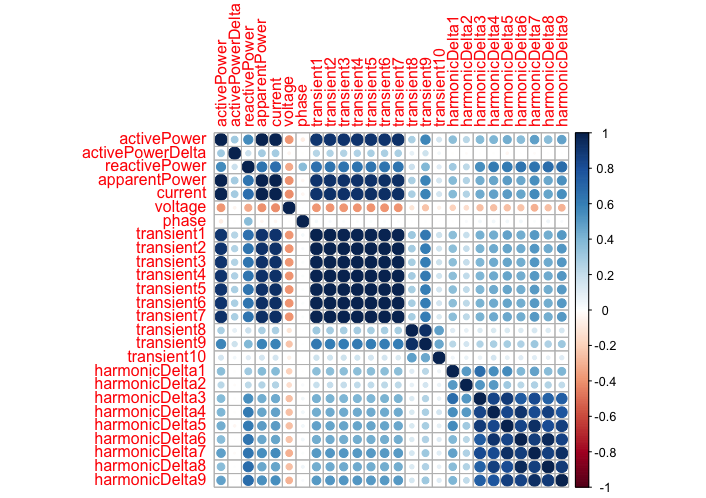 activePower
activePowerDelta
reactivePower
apparentPower
current
voltage
phase
transient1
transient2
transient3
transient4
transient5
transient6
transient7
transient8
transient9
transient10
harmonicDelta1
harmonicDelta2
harmonicDelta3
harmonicDelta4
harmonicDelta5
harmonicDelta6
harmonicDelta7
harmonicDelta8
harmonicDelta9
activePower
activePowerDelta
reactivePower
apparentPower
current
voltage
phase
transient1
transient2
transient3
transient4
transient5
transient6
transient7
transient8
transient9
transient10
harmonicDelta1
harmonicDelta2
harmonicDelta3
harmonicDelta4
harmonicDelta5
harmonicDelta6
harmonicDelta7
harmonicDelta8
harmonicDelta9
1
0.8
0.6
0.4
0.2
0
-0.2
-0.4
-0.6
-0.8
-1